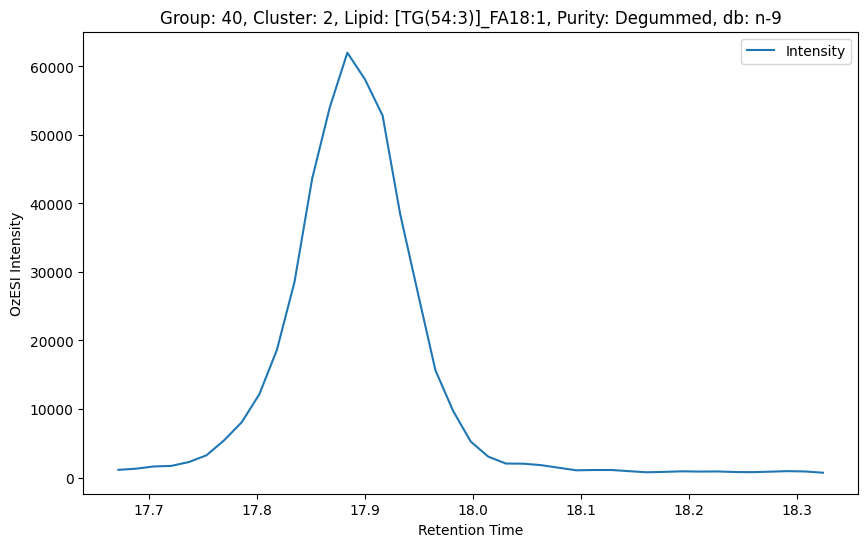 Group: 40, Cluster: 2, Lipid: [TG(54:3)]_FA18:1, Purity: Degummed, db: n-9
Intensity
60000
50000
40000
30000
20000
10000
0
OzESI Intensity
17.7 17.8 17.9 18.0 18.1 18.2 18.3
Retention Time